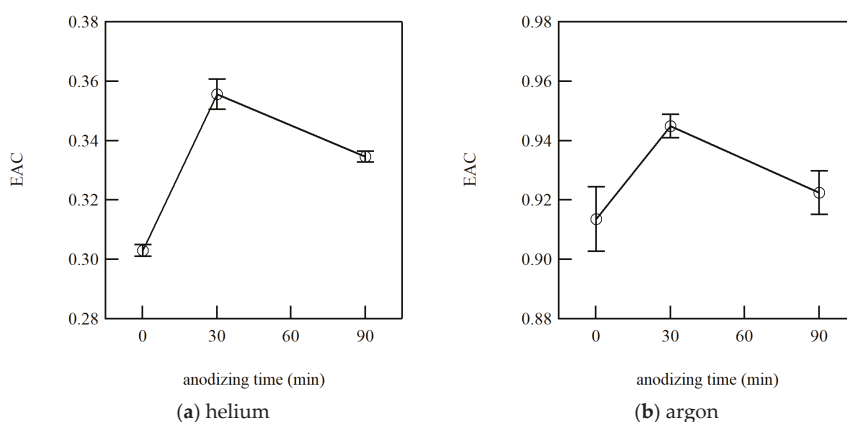 0.38
0.36
0.34
0.32
0.30
0.28
EAC
0 30 60 90
anodizing time (min)
(a) helium
0.98
0.96
0.94
0.92
0.90
0.88
EAC
0 30 60 90
anodizing time (min)
(b) argon